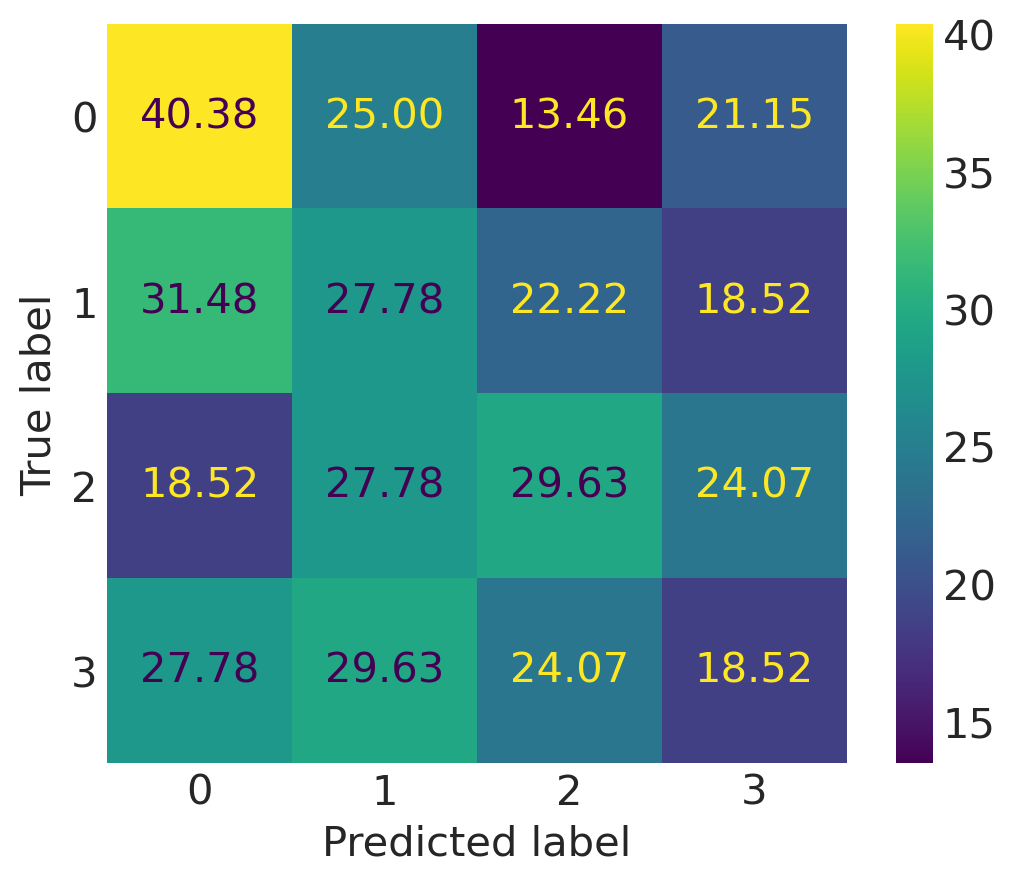 0 40.38 25.00 13.46 21.15
1 31.48 27.78 22.22 18.52
2 18.52 27.78 29.63 24.07
3 27.78 29.63 24.07 18.52
0 1 2 3
Predicted label
True label
40
35
30
25
20
15